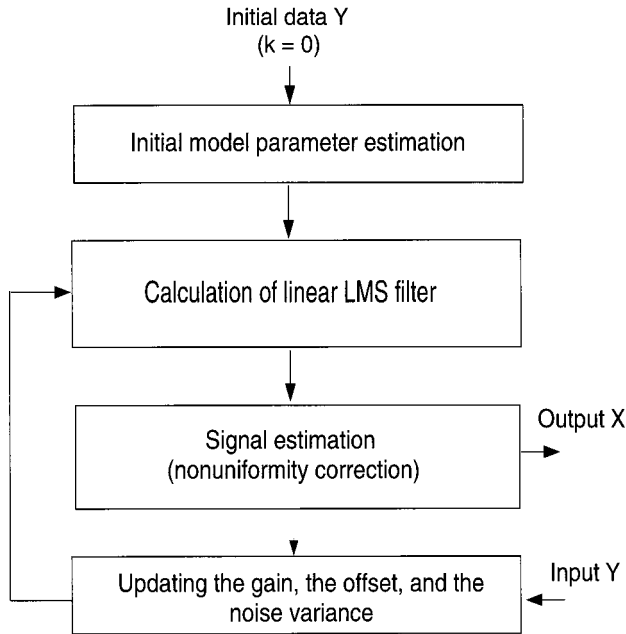 Initial data Y
(k = 0)
Initial model parameter estimation
Calculation of linear LMS filter
Signal estimation
(nonuniformity correction)
Output X
Updating the gain, the offset, and the
noise variance
Input Y